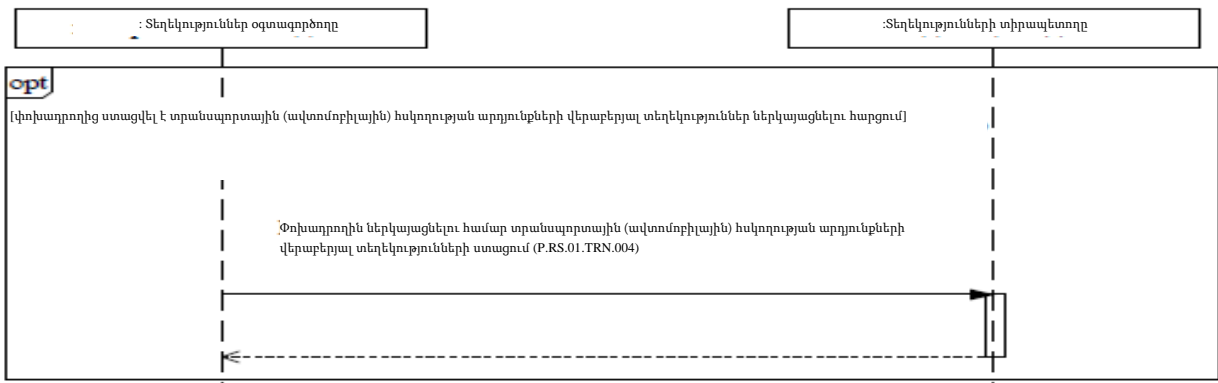 : Տեղեկություններ օգտագործողը
:Տեղեկությունների տիրապետողը
opt
[փոխադրողից ստացվել է տրանսպորտային (ավտոմոբիլային) հսկողության արդյունքների վերաբերյալ տեղեկություններ ներկայացնելու հարցում]
Փոխադրողին ներկայացնելու համար տրանսպորտային (ավտոմոբիլային) հսկողության արդյունքների
վերաբերյալ տեղեկությունների ստացում (P.RS.01.TRN.004)